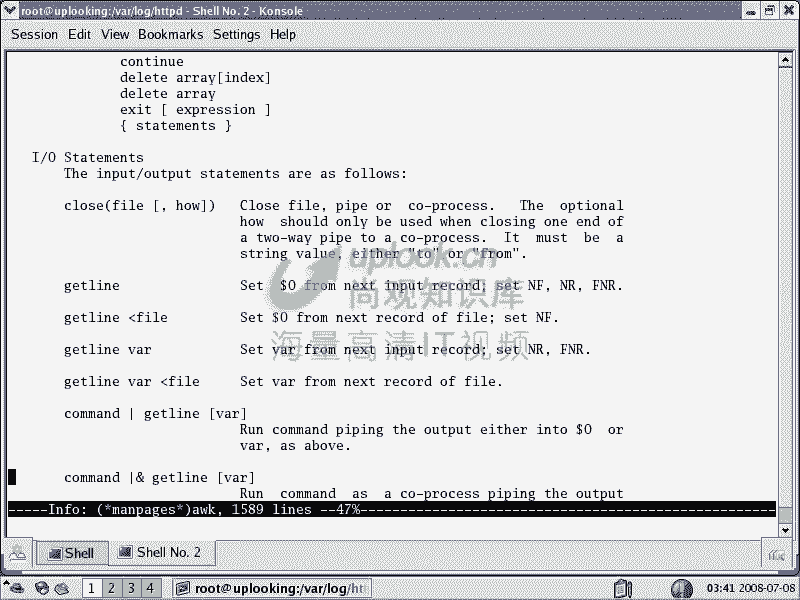 root@uplooking:/var/log/httpd - Shell No. 2 - Konsole
Session Edit View Bookmarks Settings Help
continue
delete array[index]
delete array
exit [ expression ]
{ statements }
I/O Statements
The input/output statements are as follows:
close(file [, how]) Close file, pipe or co-process. The optional
how should only be used when closing one end of
a two-way pipe to a co-process. It must be a
string value, either "to" or "from".
uplook.cn
getline Set $0 from next input record; set NF, NR, FNR.
尚观知识库
getline <file Set $0 from next record of file; set NF.
海量高清IT视频
getline var Set var from next input record; set NR, FNR.
getline var <file Set var from next record of file.
command | getline [var]
Run command piping the output either into $0 or
var, as above.
command |& getline [var]
Run command as a co-process piping the output
-----Info: (*manpages*)awk, 1589 lines --47%----------------------------------------------------
Shell Shell No. 2
1 2 3 4 root@uplooking:/var/log/htt 03:41 2008-07-08